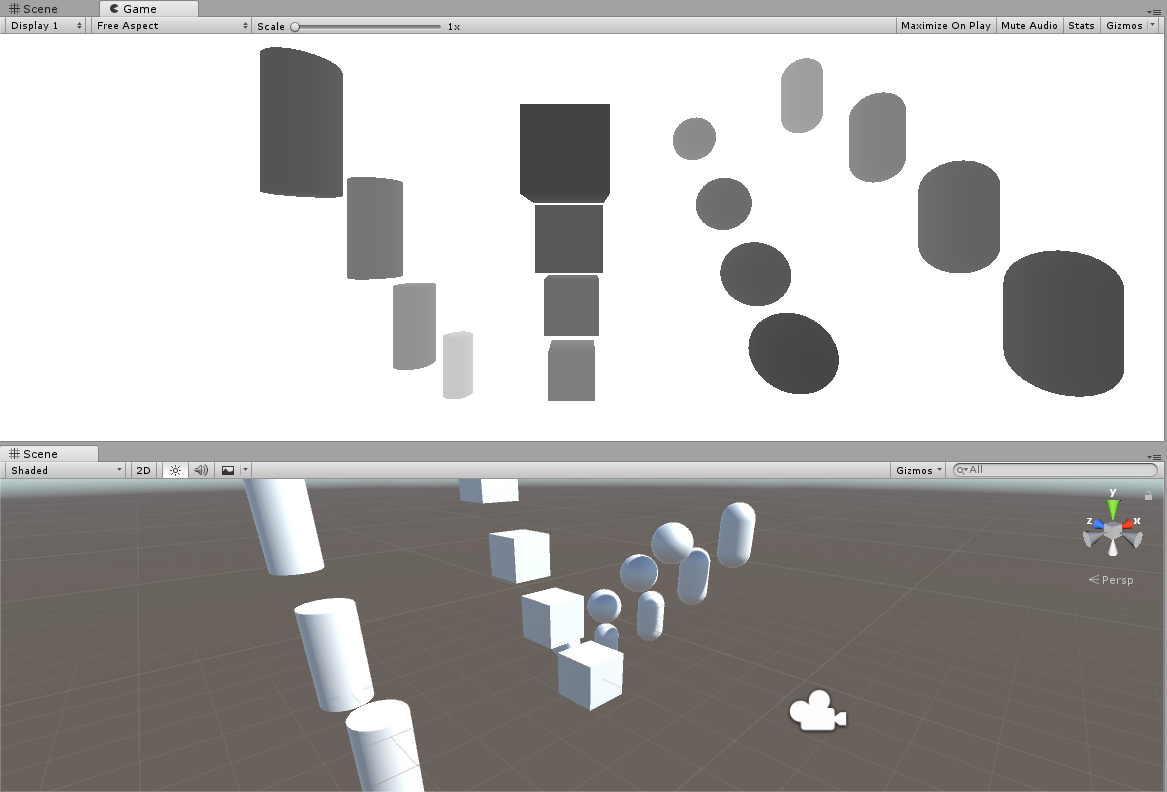 Scene Game
Display 1 Free Aspect Scale 1x Maximize On Play Mute Audio Stats Gizmos
Scene
Shaded 2D Gizmos All
y
z x
Persp